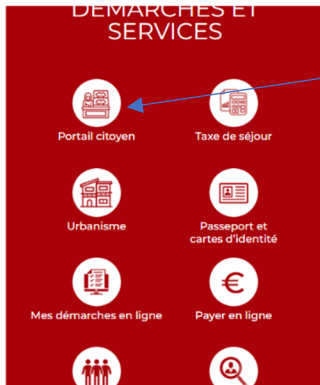 DÉMARCHES ET
SERVICES
Portail citoyen
Taxe de séjour
Urbanisme
Passeport et
cartes d'identité
Mes démarches en ligne
Payer en ligne